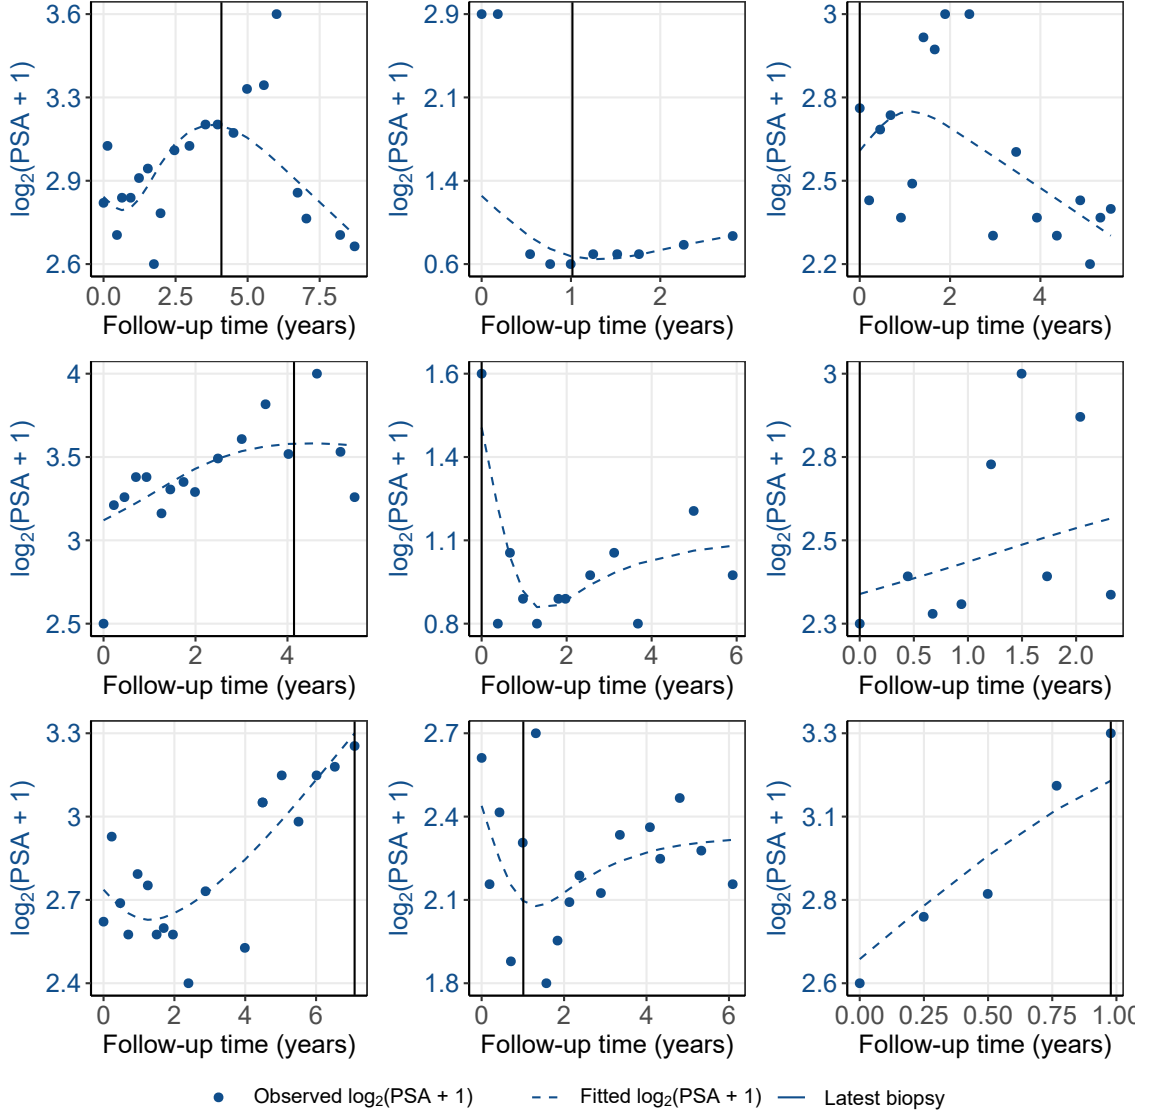 log₂(PSA + 1)
3.6
3.3
2.9
2.6
0.0 2.5 5.0 7.5
Follow-up time (years)
log₂(PSA + 1)
2.9
2.1
1.4
0.6
0 1 2
Follow-up time (years)
log₂(PSA + 1)
3
2.8
2.5
2.2
0 2 4
Follow-up time (years)
log₂(PSA + 1)
4
3.5
3
2.5
0 2 4
Follow-up time (years)
log₂(PSA + 1)
1.6
1.4
1.1
0.8
0 2 4 6
Follow-up time (years)
log₂(PSA + 1)
3
2.8
2.5
2.3
0.0 0.5 1.0 1.5 2.0
Follow-up time (years)
log₂(PSA + 1)
3.3
3
2.7
2.4
0 2 4 6
Follow-up time (years)
log₂(PSA + 1)
2.7
2.4
2.1
1.8
0 2 4 6
Follow-up time (years)
log₂(PSA + 1)
3.3
3.1
2.8
2.6
0.00 0.25 0.50 0.75 1.00
Follow-up time (years)
Observed log₂(PSA + 1) Fitted log₂(PSA + 1) Latest biopsy